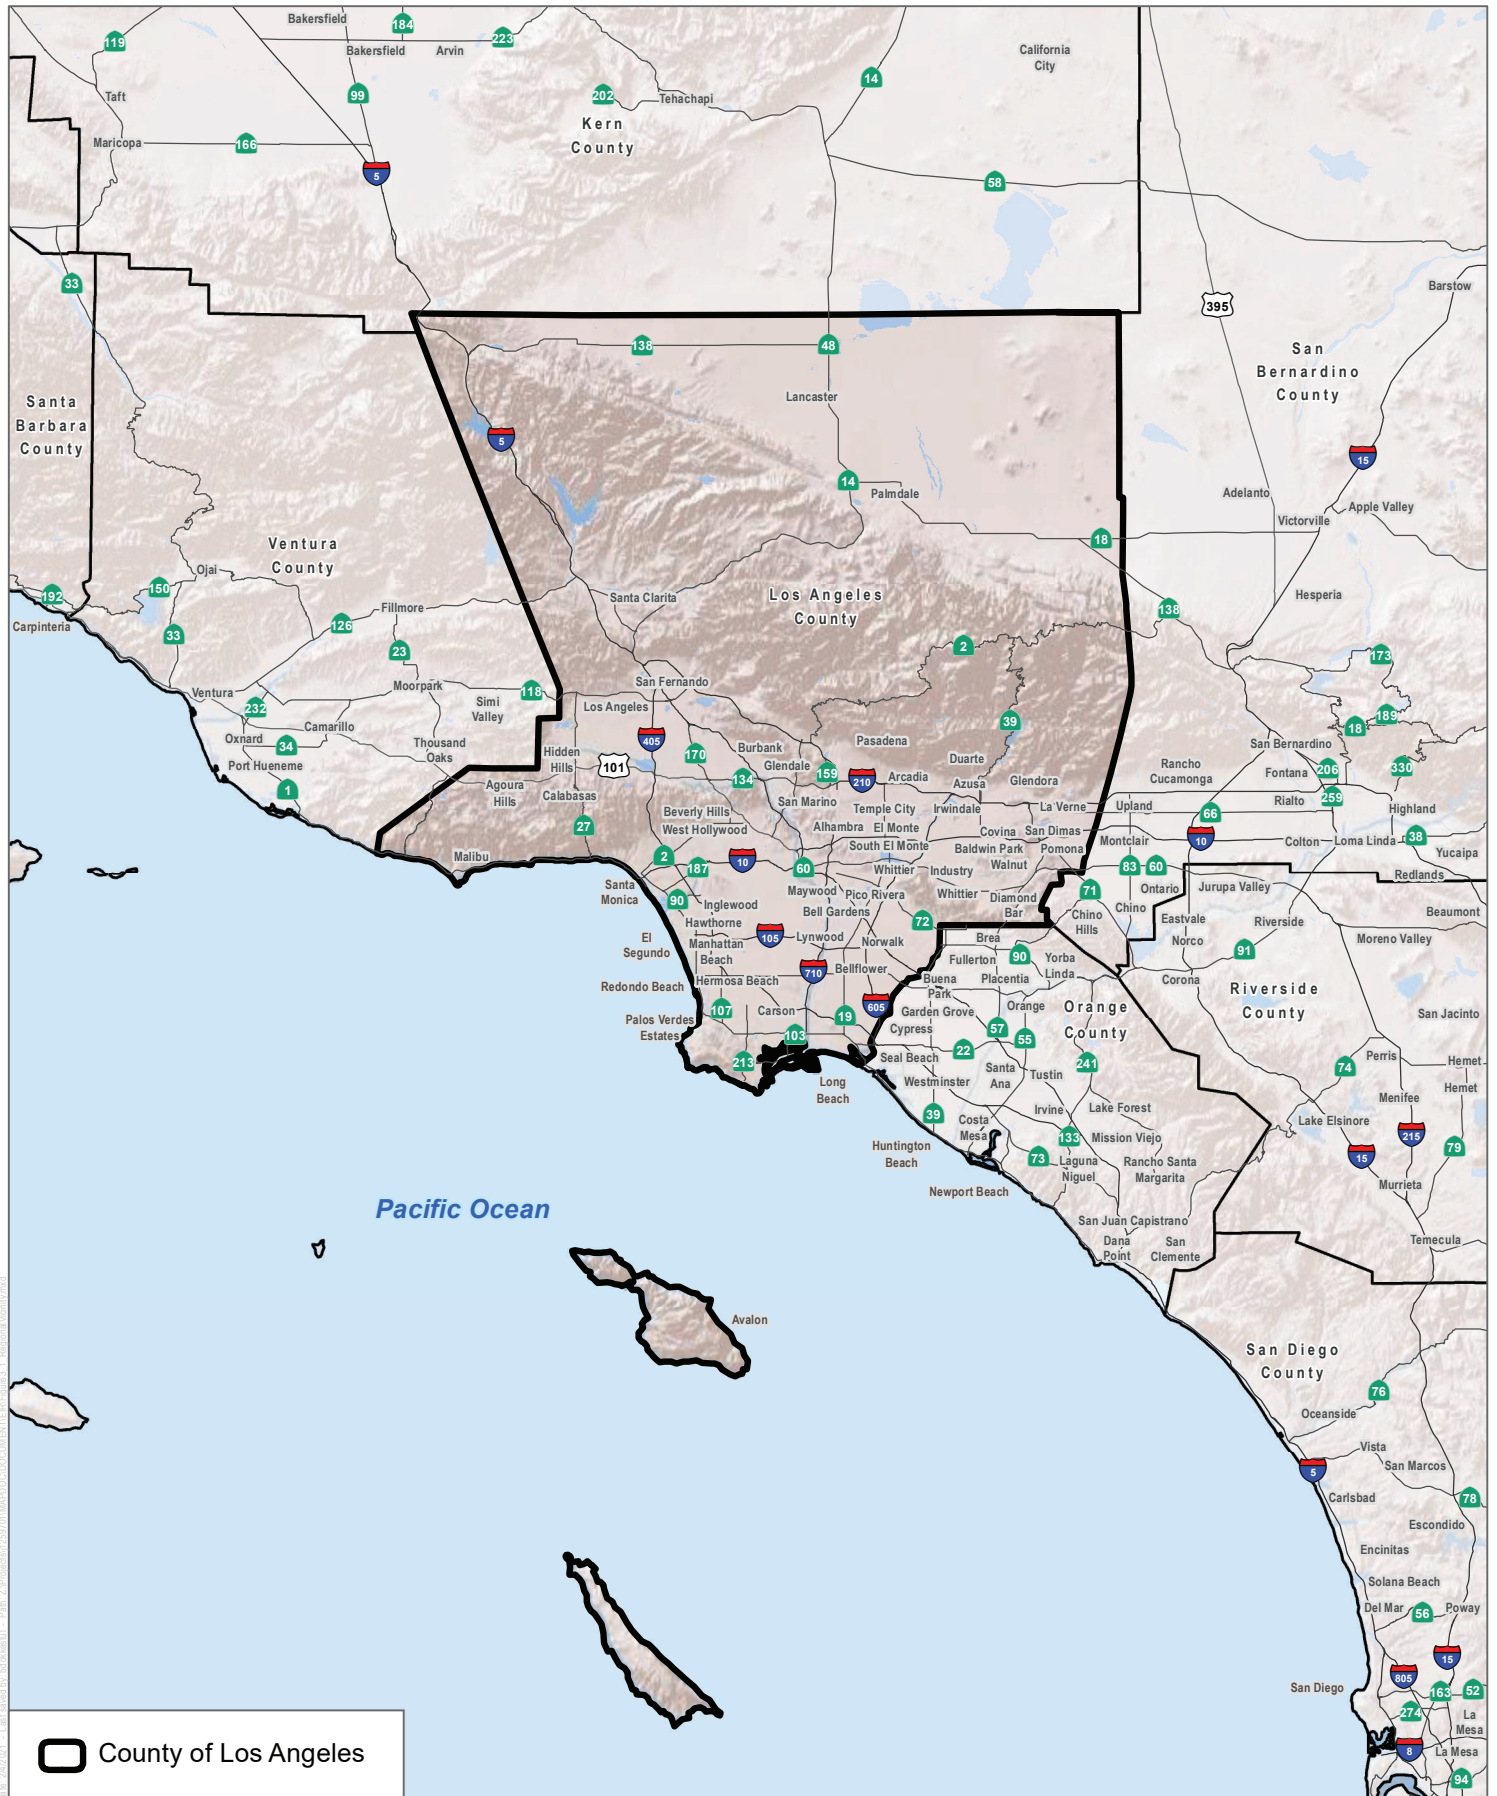 Bakersfield
184
119
223
Bakersfield
Arvin
California
City
14
Taft
99
202
Tehachapi
Kern
County
Maricopa
166
5
58
33
Barstow
395
138
48
San
Bernardino
County
Lancaster
Santa
Barbara
County
5
15
14
Palmdale
Adelanto
Apple Valley
Victorville
18
Ventura
County
Ojai
150
192
Santa Clarita
Los Angeles
County
Hesperia
Fillmore
138
Carpinteria
126
33
23
2
173
San Fernando
Moorpark
118
Ventura
Simi
Valley
Los Angeles
232
39
189
18
Camarillo
Oxnard
34
Thousand
Oaks
405
170
Burbank
Pasadena
San Bernardino
Hidden
Hills
101
Port Hueneme
Glendale
159
210
Duarte
Rancho
Cucamonga
Fontana
206
330
134
Arcadia
Azusa
Glendora
1
Agoura
Hills
Calabasas
San Marino
Temple City
Irwindale
La Verne
Upland
Rialto
259
Highland
Beverly Hills
66
27
West Hollywood
Alhambra
El Monte
Covina
San Dimas
Montclair
10
Colton
Loma Linda
38
South El Monte
Baldwin Park
Pomona
Yucaipa
Malibu
2
187
10
60
Whittier
Industry
Walnut
83
60
Redlands
Santa
Monica
90
Inglewood
Maywood
Pico Rivera
Whittier
Diamond
Bar
71
Ontario
Jurupa Valley
Hawthorne
Bell Gardens
72
Chino
Hills
Chino
Eastvale
Riverside
Beaumont
El
Segundo
Manhattan
Beach
105
Lynwood
Norwalk
Brea
Norco
91
Moreno Valley
Fullerton
90
Yorba
Linda
Redondo Beach
Hermosa Beach
710
Bellflower
Buena
Park
Placentia
Corona
Riverside
County
107
Carson
19
605
Garden Grove
Orange
Orange
County
San Jacinto
Palos Verdes
Estates
103
Cypress
57
55
213
Seal Beach
22
241
74
Perris
Hemet
Long
Beach
Westminster
Santa
Ana
Tustin
Hemet
39
Irvine
Lake Forest
Menifee
Costa
Mesa
133
Mission Viejo
Lake Elsinore
215
Huntington
Beach
73
Laguna
Niguel
Rancho Santa
Margarita
15
79
Newport Beach
Murrieta
Pacific Ocean
San Juan Capistrano
Dana
Point
San
Clemente
Temecula
Avalon
San Diego
County
76
Oceanside
Vista
5
San Marcos
Carlsbad
78
Escondido
Encinitas
Solana Beach
Del Mar
56
Poway
15
805
San Diego
163
52
274
La
Mesa
8
La Mesa
94
County of Los Angeles